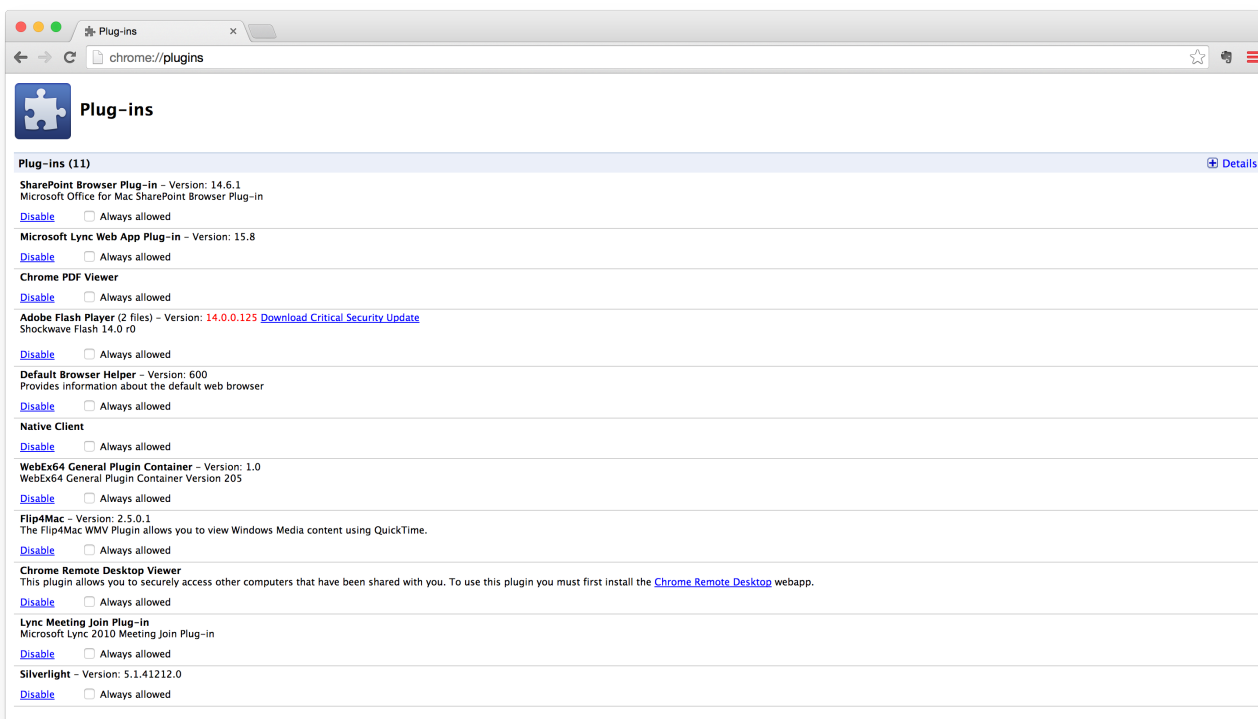 Plug-ins
chrome://plugins
Plug-ins
Plug-ins (11)
Details
SharePoint Browser Plug-in – Version: 14.6.1
Microsoft Office for Mac SharePoint Browser Plug-in
Disable Always allowed
Microsoft Lync Web App Plug-in – Version: 15.8
Disable Always allowed
Chrome PDF Viewer
Disable Always allowed
Adobe Flash Player (2 files) – Version: 14.0.0.125 Download Critical Security Update
Shockwave Flash 14.0 r0
Disable Always allowed
Default Browser Helper – Version: 600
Provides information about the default web browser
Disable Always allowed
Native Client
Disable Always allowed
WebEx64 General Plugin Container – Version: 1.0
WebEx64 General Plugin Container Version 205
Disable Always allowed
Flip4Mac – Version: 2.5.0.1
The Flip4Mac WMV Plugin allows you to view Windows Media content using QuickTime.
Disable Always allowed
Chrome Remote Desktop Viewer
This plugin allows you to securely access other computers that have been shared with you. To use this plugin you must first install the Chrome Remote Desktop webapp.
Disable Always allowed
Lync Meeting Join Plug-in
Microsoft Lync 2010 Meeting Join Plug-in
Disable Always allowed
Silverlight – Version: 5.1.41212.0
Disable Always allowed